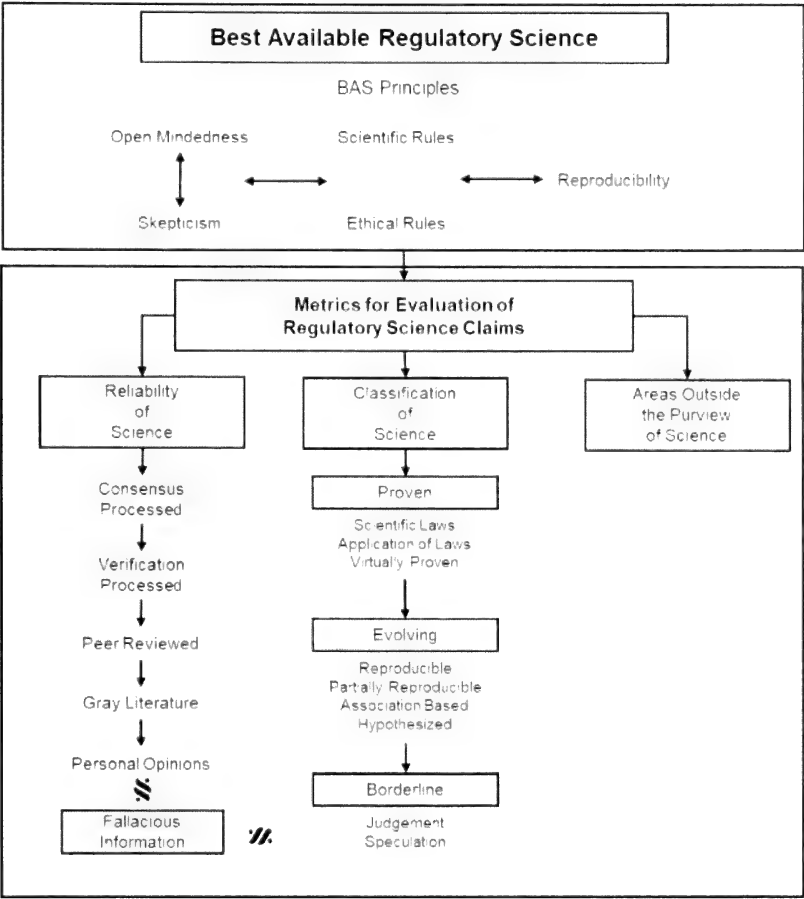 Best Available Regulatory Science
BAS Principles
Open Mindedness
Scientific Rules
Reproducibility
Skepticism
Ethical Rules
Metrics for Evaluation of
Regulatory Science Claims
Reliability
of
Science
Consensus
Processed
Verification
Processed
Peer Reviewed
Gray Literature
Personal Opinions
Fallacious
Information
Classification
of
Science
Proven
Scientific Laws
Application of Laws
Virtually Proven
Evolving
Reproducible
Partially Reproducible
Association Based
Hypothesized
Borderline
Judgement
Speculation
Areas Outside
the Purview
of Science